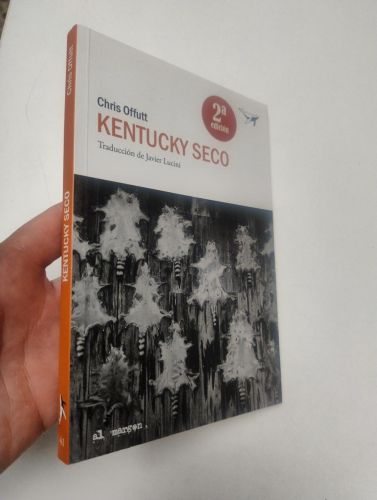 Chris Offutt
KENTUCKY SECO
Traducción de Javier Lucini
2ª
edición
al margen
Chris Offutt
KENTUCKY SECO